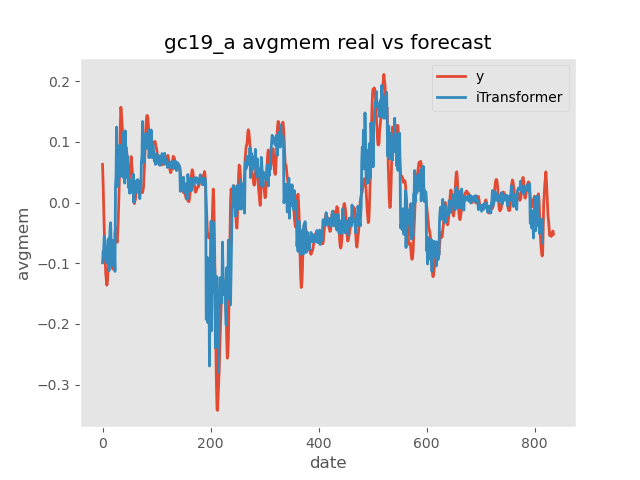 gc19_a avgmem real vs forecast
y
iTransformer
0.2
0.1
0.0
−0.1
−0.2
−0.3
avgmem
0 200 400 600 800
date